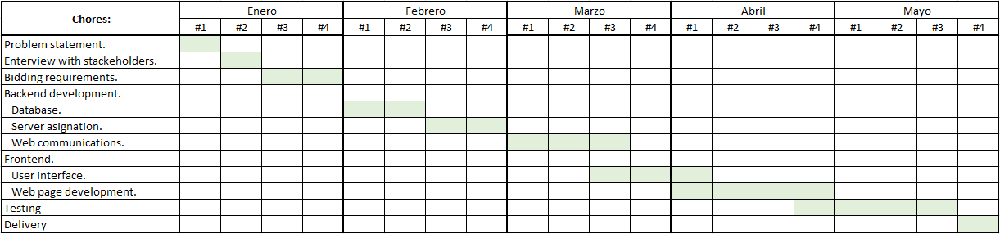 Chores: Enero Febrero Marzo Abril Mayo
#1 #2 #3 #4 #1 #2 #3 #4 #1 #2 #3 #4 #1 #2 #3 #4 #1 #2 #3 #4
Problem statement.
Enterview with stackeholders.
Bidding requirements.
Backend development.
Database.
Server asignation.
Web communications.
Frontend.
User interface.
Web page development.
Testing
Delivery